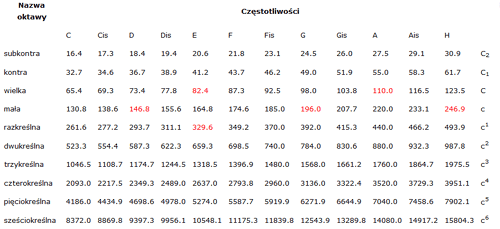 Nazwa oktawy Częstotliwości
C Cis D Dis E F Fis G Gis A Ais H
subkontra 16.4 17.3 18.4 19.4 20.6 21.8 23.1 24.5 26.0 27.5 29.1 30.9 C2
kontra 32.7 34.6 36.7 38.9 41.2 43.7 46.2 49.0 51.9 55.0 58.3 61.7 C1
wielka 65.4 69.3 73.4 77.8 82.4 87.3 92.5 98.0 103.8 110.0 116.5 123.5 C
mała 130.8 138.6 146.8 155.6 164.8 174.6 185.0 196.0 207.7 220.0 233.1 246.9 c
razkreślna 261.6 277.2 293.7 311.1 329.6 349.2 370.0 392.0 415.3 440.0 466.2 493.9 c1
dwukreślna 523.3 554.4 587.3 622.3 659.3 698.5 740.0 784.0 830.6 880.0 932.3 987.8 c2
trzykreślna 1046.5 1108.7 1174.7 1244.5 1318.5 1396.9 1480.0 1568.0 1661.2 1760.0 1864.7 1975.5 c3
czterokreślna 2093.0 2217.5 2349.3 2489.0 2637.0 2793.8 2960.0 3136.0 3322.4 3520.0 3729.3 3951.1 c4
pięciokreślna 4186.0 4434.9 4698.6 4978.0 5274.0 5587.7 5919.9 6271.9 6644.9 7040.0 7458.6 7902.1 c5
sześciokreślna 8372.0 8869.8 9397.3 9956.1 10548.1 11175.3 11839.8 12543.9 13289.8 14080.0 14917.2 15804.3 c6